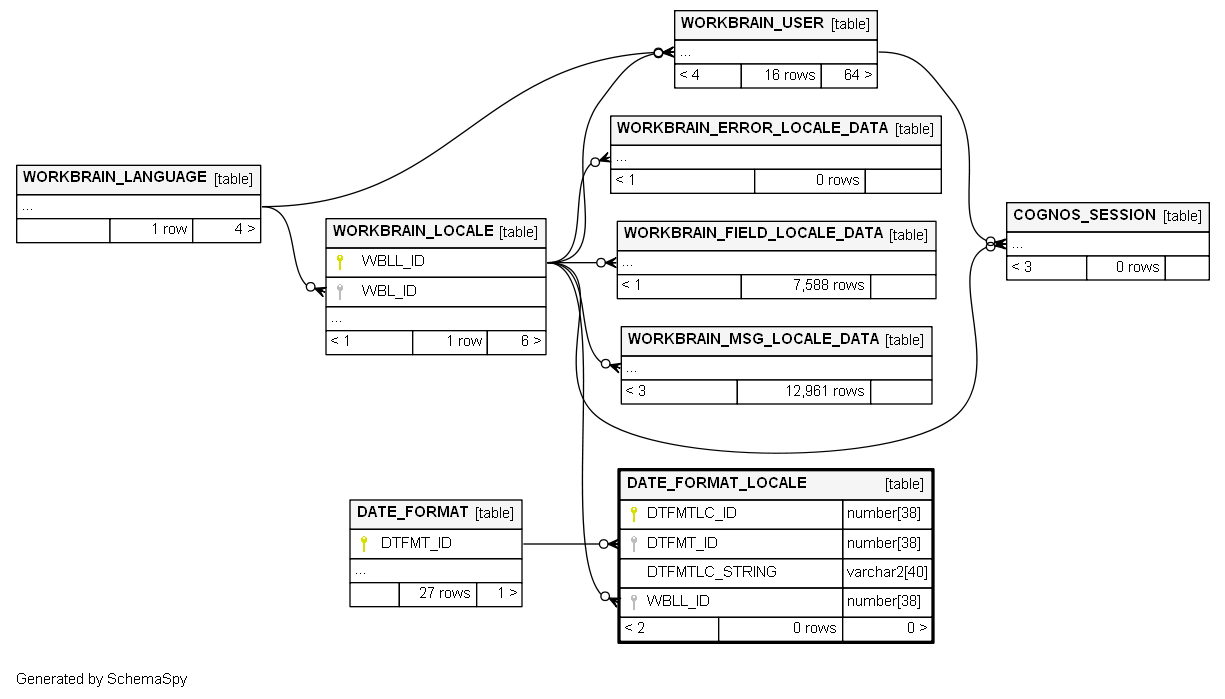 WORKBRAIN_USER [table]
...
< 4 16 rows 64 >
WORKBRAIN_ERROR_LOCALE_DATA [table]
...
< 1 0 rows
WORKBRAIN_LANGUAGE [table]
...
1 row 4 >
WORKBRAIN_LOCALE [table]
WBLL_ID
WBL_ID
...
< 1 1 row 6 >
WORKBRAIN_FIELD_LOCALE_DATA [table]
...
< 1 7,588 rows
COGNOS_SESSION [table]
...
< 3 0 rows
WORKBRAIN_MSG_LOCALE_DATA [table]
...
< 3 12,961 rows
DATE_FORMAT [table]
DTFMT_ID
...
27 rows 1 >
DATE_FORMAT_LOCALE [table]
DTFMTLC_ID number[38]
DTFMT_ID number[38]
DTFMTLC_STRING varchar2[40]
WBLL_ID number[38]
< 2 0 rows 0 >
Generated by SchemaSpy